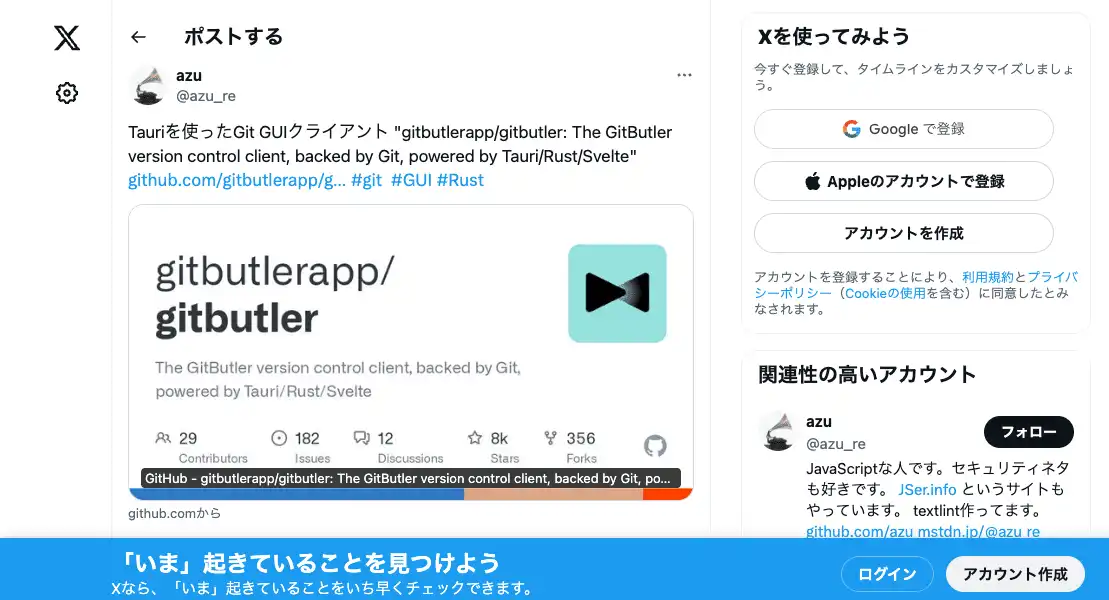 ポストする
azu
@azu_re
Tauriを使ったGit GUIクライアント "gitbutlerapp/gitbutler: The GitButler
version control client, backed by Git, powered by Tauri/Rust/Svelte"
github.com/gitbutlerapp/g... #git #GUI #Rust
gitbutlerapp/
gitbutler
The GitButler version control client, backed by Git,
powered by Tauri/Rust/Svelte
29 182 12 8k 356
Contributors Issues Discussions Stars Forks
GitHub - gitbutlerapp/gitbutler: The GitButler version control client, backed by Git, po...
github.comから
Xを使ってみよう
今すぐ登録して、タイムラインをカスタマイズしましょ
う。
Google で登録
Appleのアカウントで登録
アカウントを作成
アカウントを登録することにより、利用規約とプライバ
シーポリシー（Cookieの使用を含む）に同意したとみ
なされます。
関連性の高いアカウント
azu
@azu_re
フォロー
JavaScriptな人です。セキュリティネタ
も好きです。 JSer.info というサイトも
やっています。 textlint作ってます。
github.com/azu mstdn.jp/@azu_re
「いま」起きていることを見つけよう
Xなら、「いま」起きていることをいち早くチェックできます。
ログイン
アカウント作成